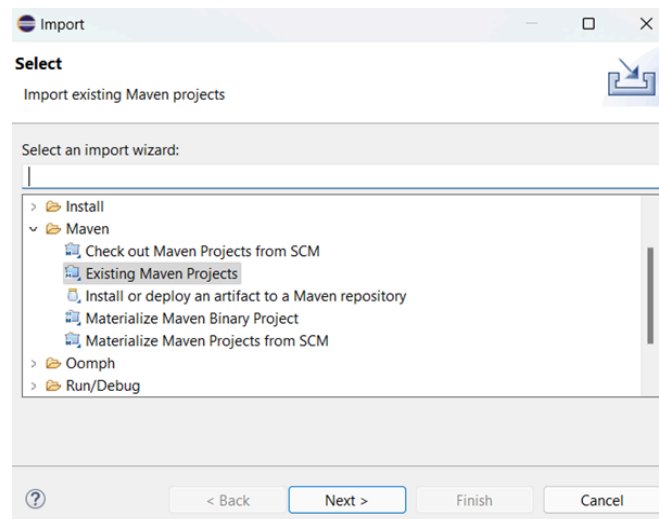 Import
Select
Import existing Maven projects
Select an import wizard:
Install
Maven
Check out Maven Projects from SCM
Existing Maven Projects
Install or deploy an artifact to a Maven repository
Materialize Maven Binary Project
Materialize Maven Projects from SCM
Oomph
Run/Debug
? < Back Next > Finish Cancel